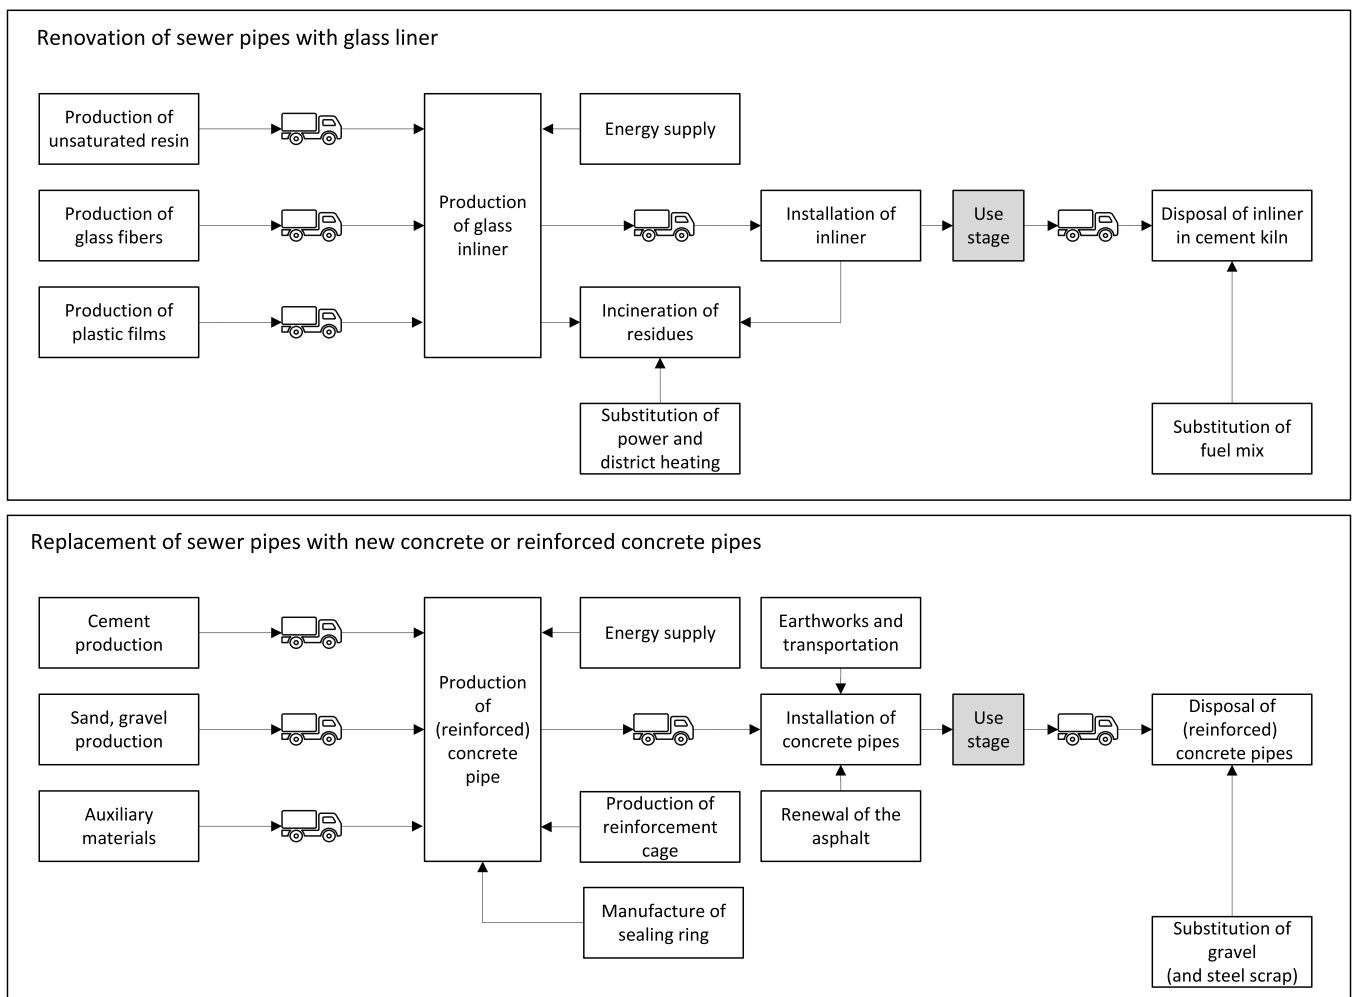 Renovation of sewer pipes with glass liner
Production of
unsaturated resin
Energy supply
Production of
glass fibers
Production
of glass
inliner
Installation of
inliner
Use
stage
Disposal of inliner
in cement kiln
Production of
plastic films
Incineration of
residues
Substitution of
power and
district heating
Substitution of
fuel mix
Replacement of sewer pipes with new concrete or reinforced concrete pipes
Cement
production
Energy supply
Earthworks and
transportation
Sand, gravel
production
Production
of
(reinforced)
concrete
pipe
Installation of
concrete pipes
Use
stage
Disposal of
(reinforced)
concrete pipes
Auxiliary
materials
Production of
reinforcement
cage
Renewal of the
asphalt
Manufacture of
sealing ring
Substitution of
gravel
(and steel scrap)